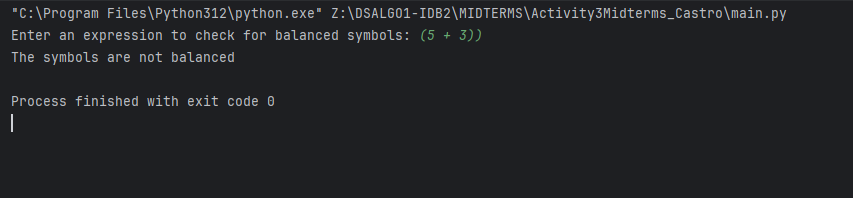 "C:\Program Files\Python312\python.exe" Z:\DSALGO1-IDB2\MIDTERMS\Activity3Midterms_Castro\main.py
Enter an expression to check for balanced symbols: (5 + 3))
The symbols are not balanced
Process finished with exit code 0